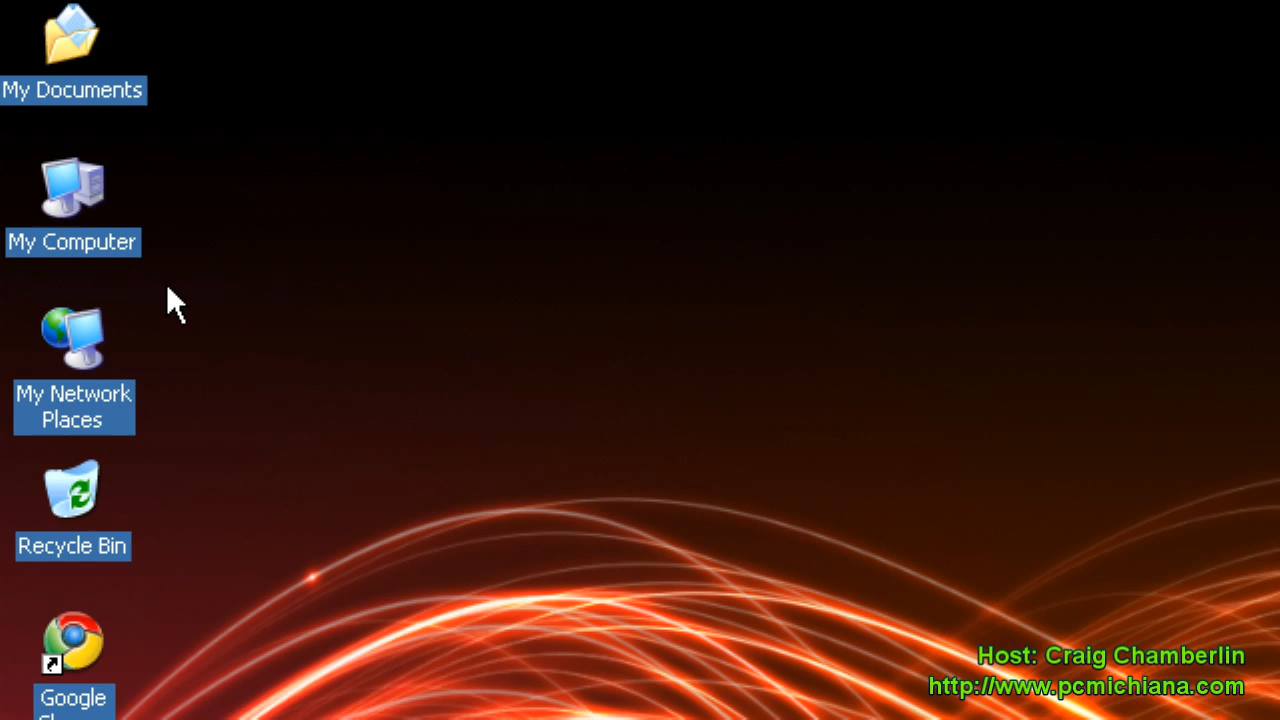 My Documents
My Computer
My Network
Places
Recycle Bin
Google
Host: Craig Chamberlin
http://www.pcmichiana.com